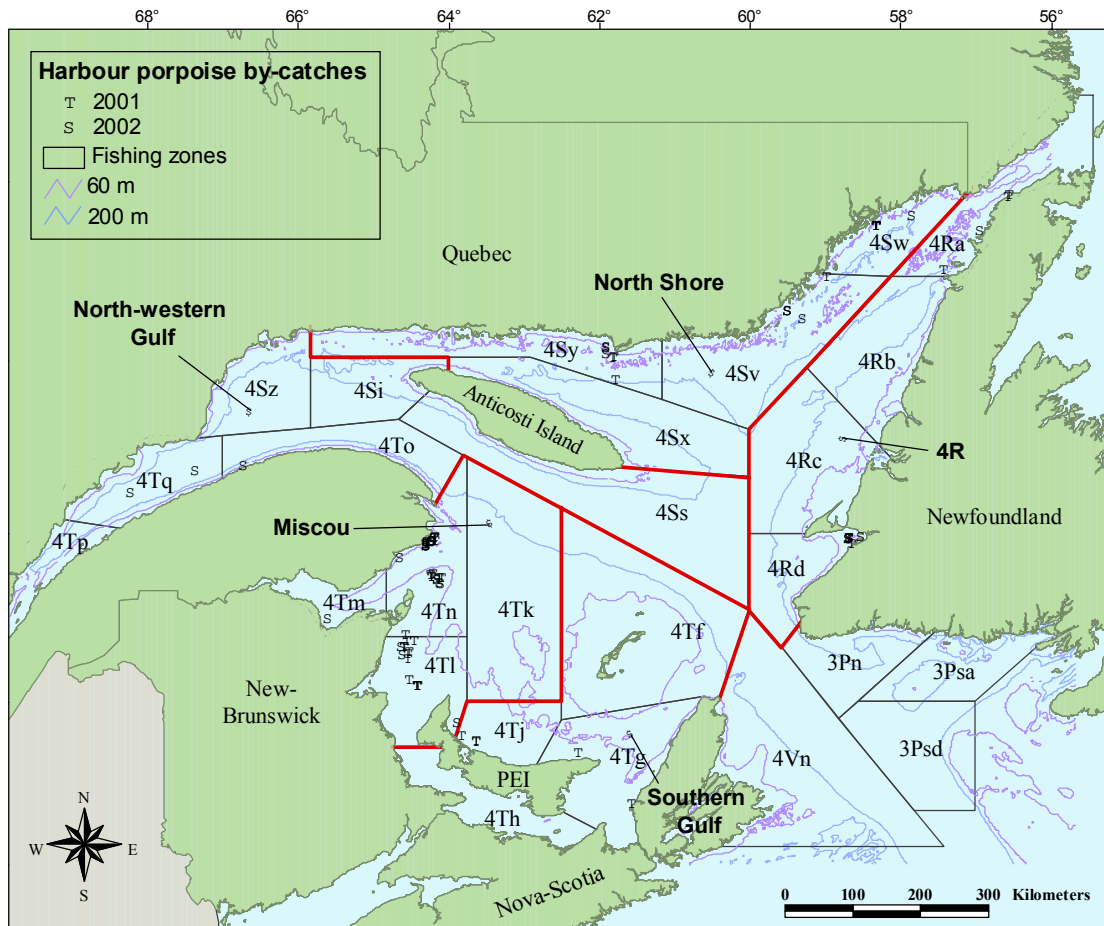 68° 66° 64° 62° 60° 58° 56°
Harbour porpoise by-catches
T 2001
S 2002
Fishing zones
60 m
200 m
Quebec
North Shore
North-western
Gulf
4Sw
4Ra
4Sy
4Sv
4Rb
4Sz
4Si
Anticosti Island
4Sx
4To
4Rc
4R
4Tq
4Ss
Miscou
Newfoundland
4Tp
4Rd
4Tm
4Tn
4Tk
4Tf
3Pn
3Psa
4Tl
New-
Brunswick
4Tj
4Tg
4Vn
3Psd
PEI
Southern
Gulf
4Th
Nova-Scotia
N
W E
S
0 100 200 300 Kilometers